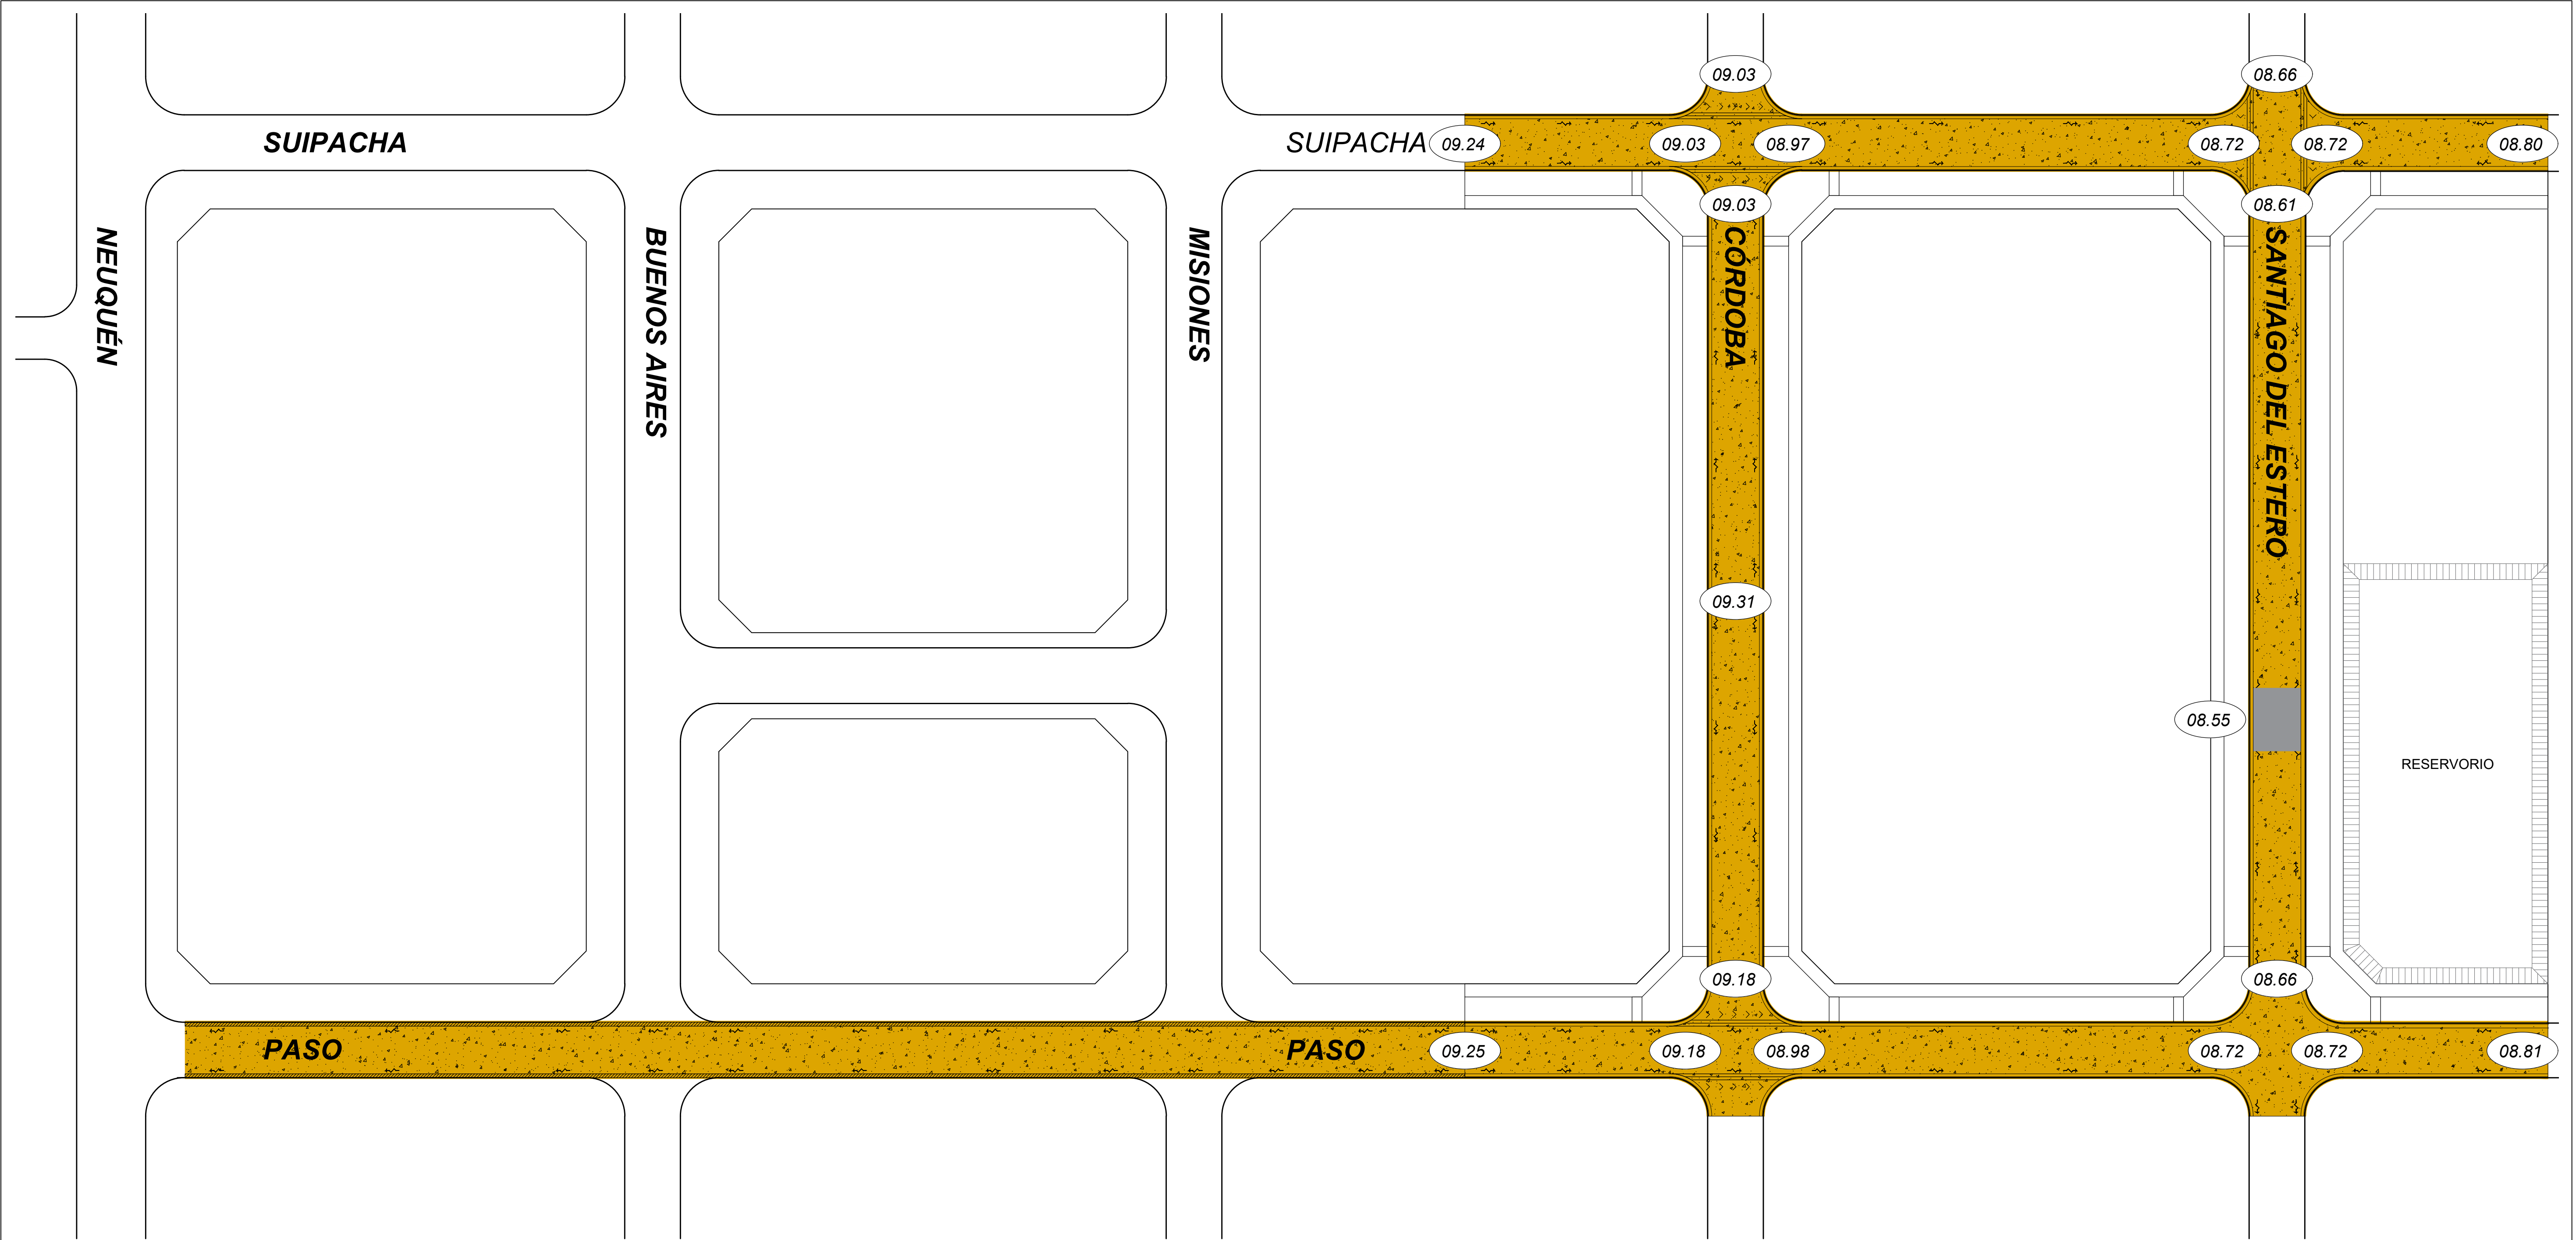 09.03
08.66
SUIPACHA
SUIPACHA
09.24
09.03
08.97
08.72
08.72
08.80
09.03
08.61
NEUQUÉN
BUENOS AIRES
MISIONES
CÓRDOBA
SANTIAGO DEL ESTERO
09.31
08.55
RESERVORIO
09.18
08.66
PASO
PASO
09.25
09.18
08.98
08.72
08.72
08.81